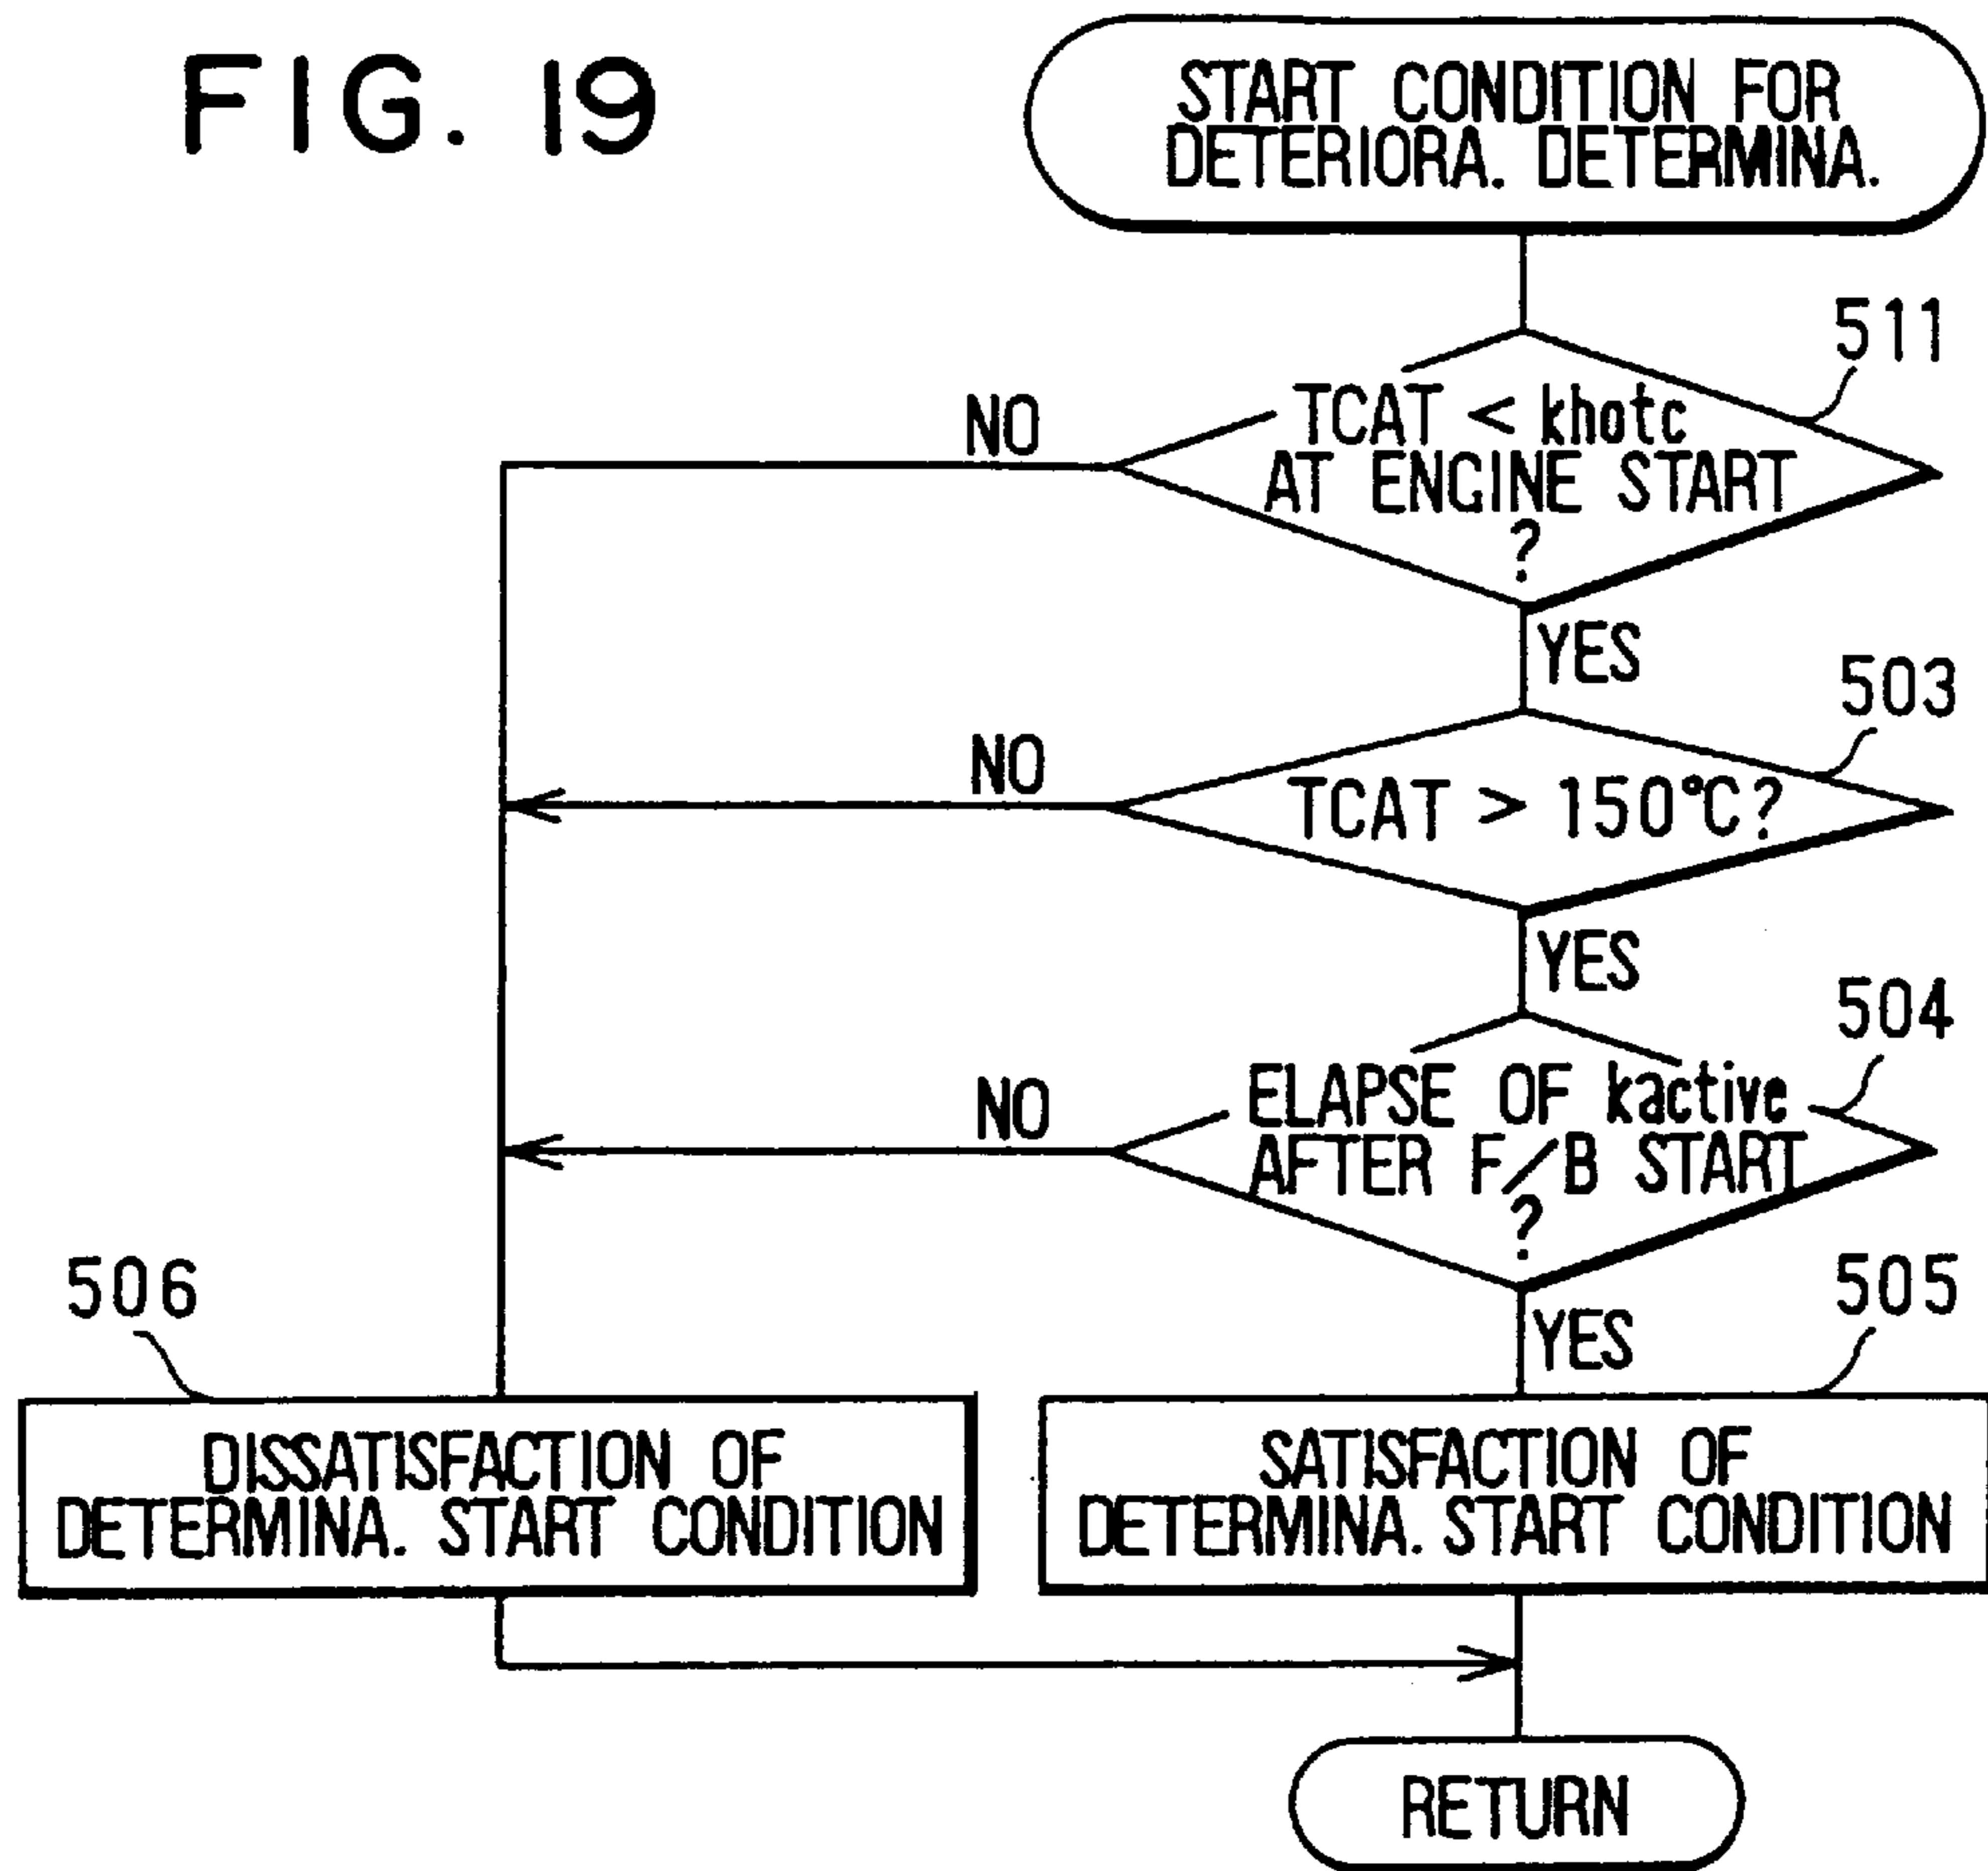 FIG. 19
START CONDITION FOR
DETERIORA. DETERMINA.
511
TCAT < khotc
AT ENGINE START
?
NO
YES
503
TCAT > 150°C?
NO
YES
504
ELAPSE OF kactive
AFTER F/B START
?
NO
YES
506
DISSATISFACTION OF
DETERMINA. START CONDITION
505
SATISFACTION OF
DETERMINA. START CONDITION
RETURN